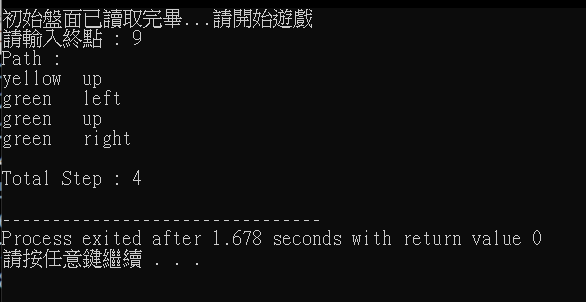 初始盤面已讀取完畢...請開始遊戲
請輸入終點 : 9
Path :
yellow  up
green   left
green   up
green   right
Total Step : 4
--------------------------------
Process exited after 1.678 seconds with return value 0
請按任意鍵繼續 . . .